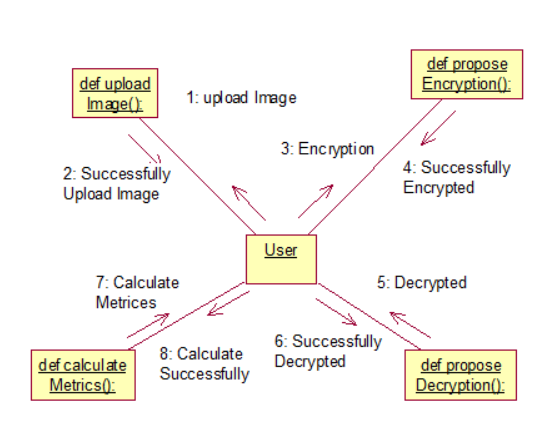 def upload
Image():
1: upload Image
def propose
Encryption():
3: Encryption
2: Successfully
Upload Image
4: Successfully
Encrypted
User
7: Calculate
Metrices
5: Decrypted
8: Calculate
Successfully
6: Successfully
Decrypted
def calculate
Metrics():
def propose
Decryption():